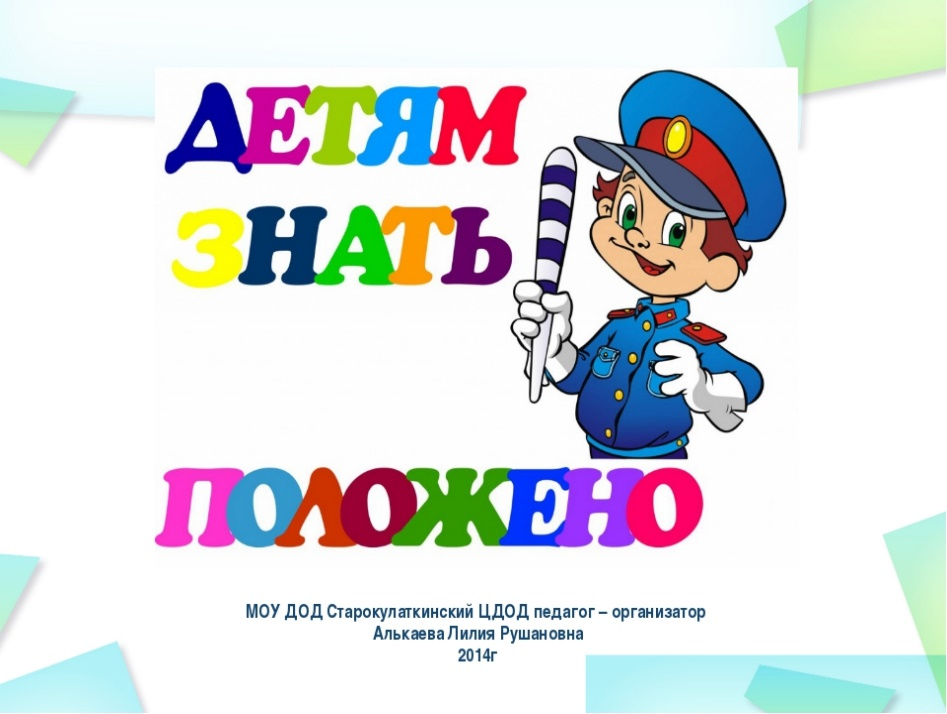 ДЕТЯМ
ЗНАТЬ
ПОЛОЖЕНО
МОУ ДОД Старокулаткинский ЦДОД педагог – организатор
Алькаева Лилия Рушановна
2014г